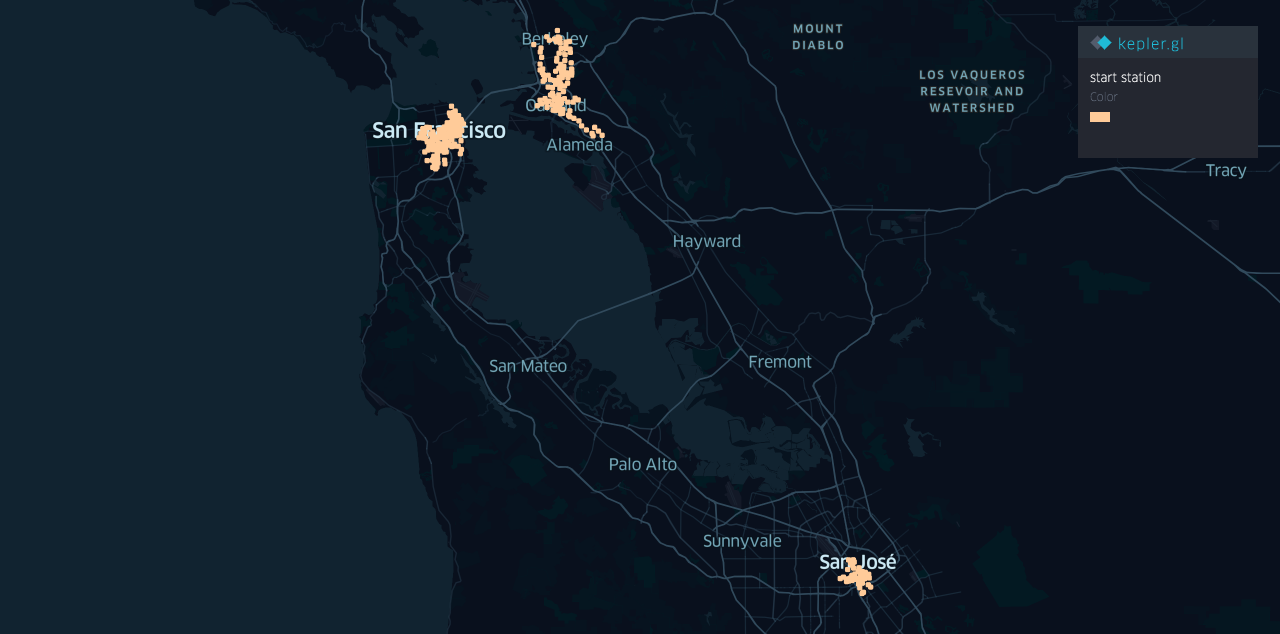 Berkeley
MOUNT
DIABLO
kepler.gl
LOS VAQUEROS
RESEVOIR AND
WATERSHED
start station
Color
Oakland
San Francisco
Alameda
Tracy
Hayward
San Mateo
Fremont
Palo Alto
Sunnyvale
San José